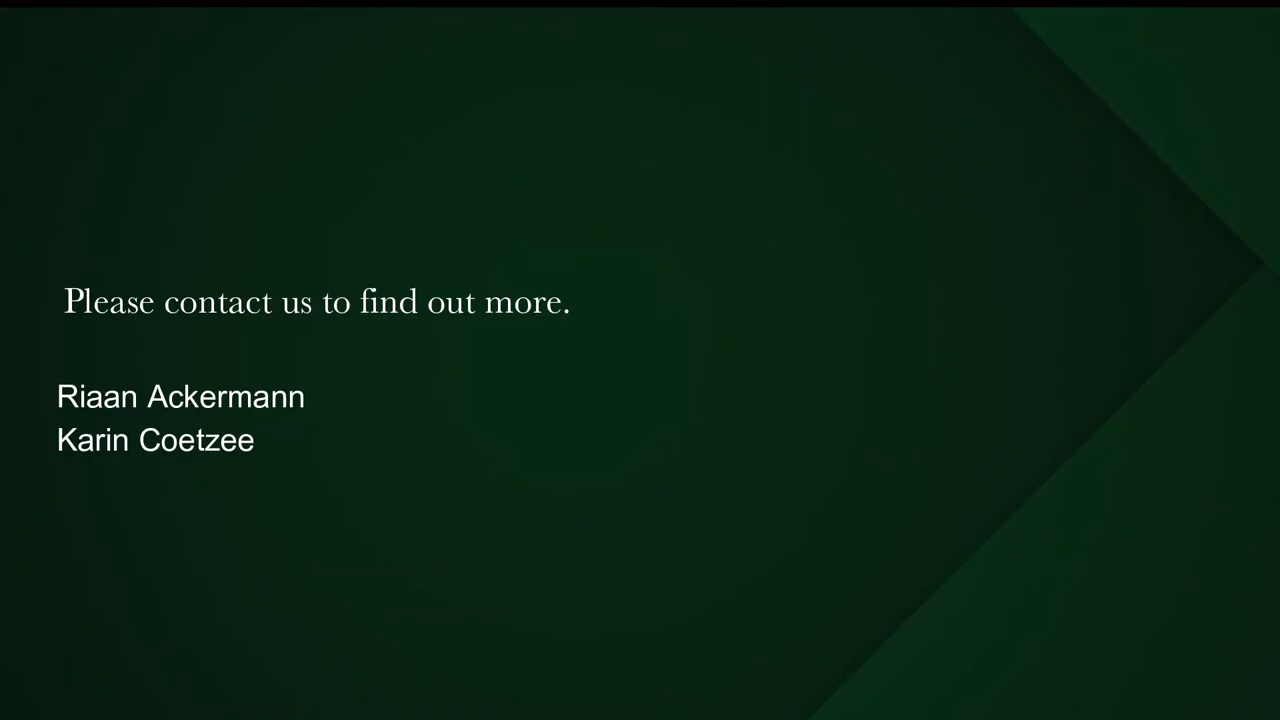 Please contact us to find out more.
Riaan Ackermann
Karin Coetzee